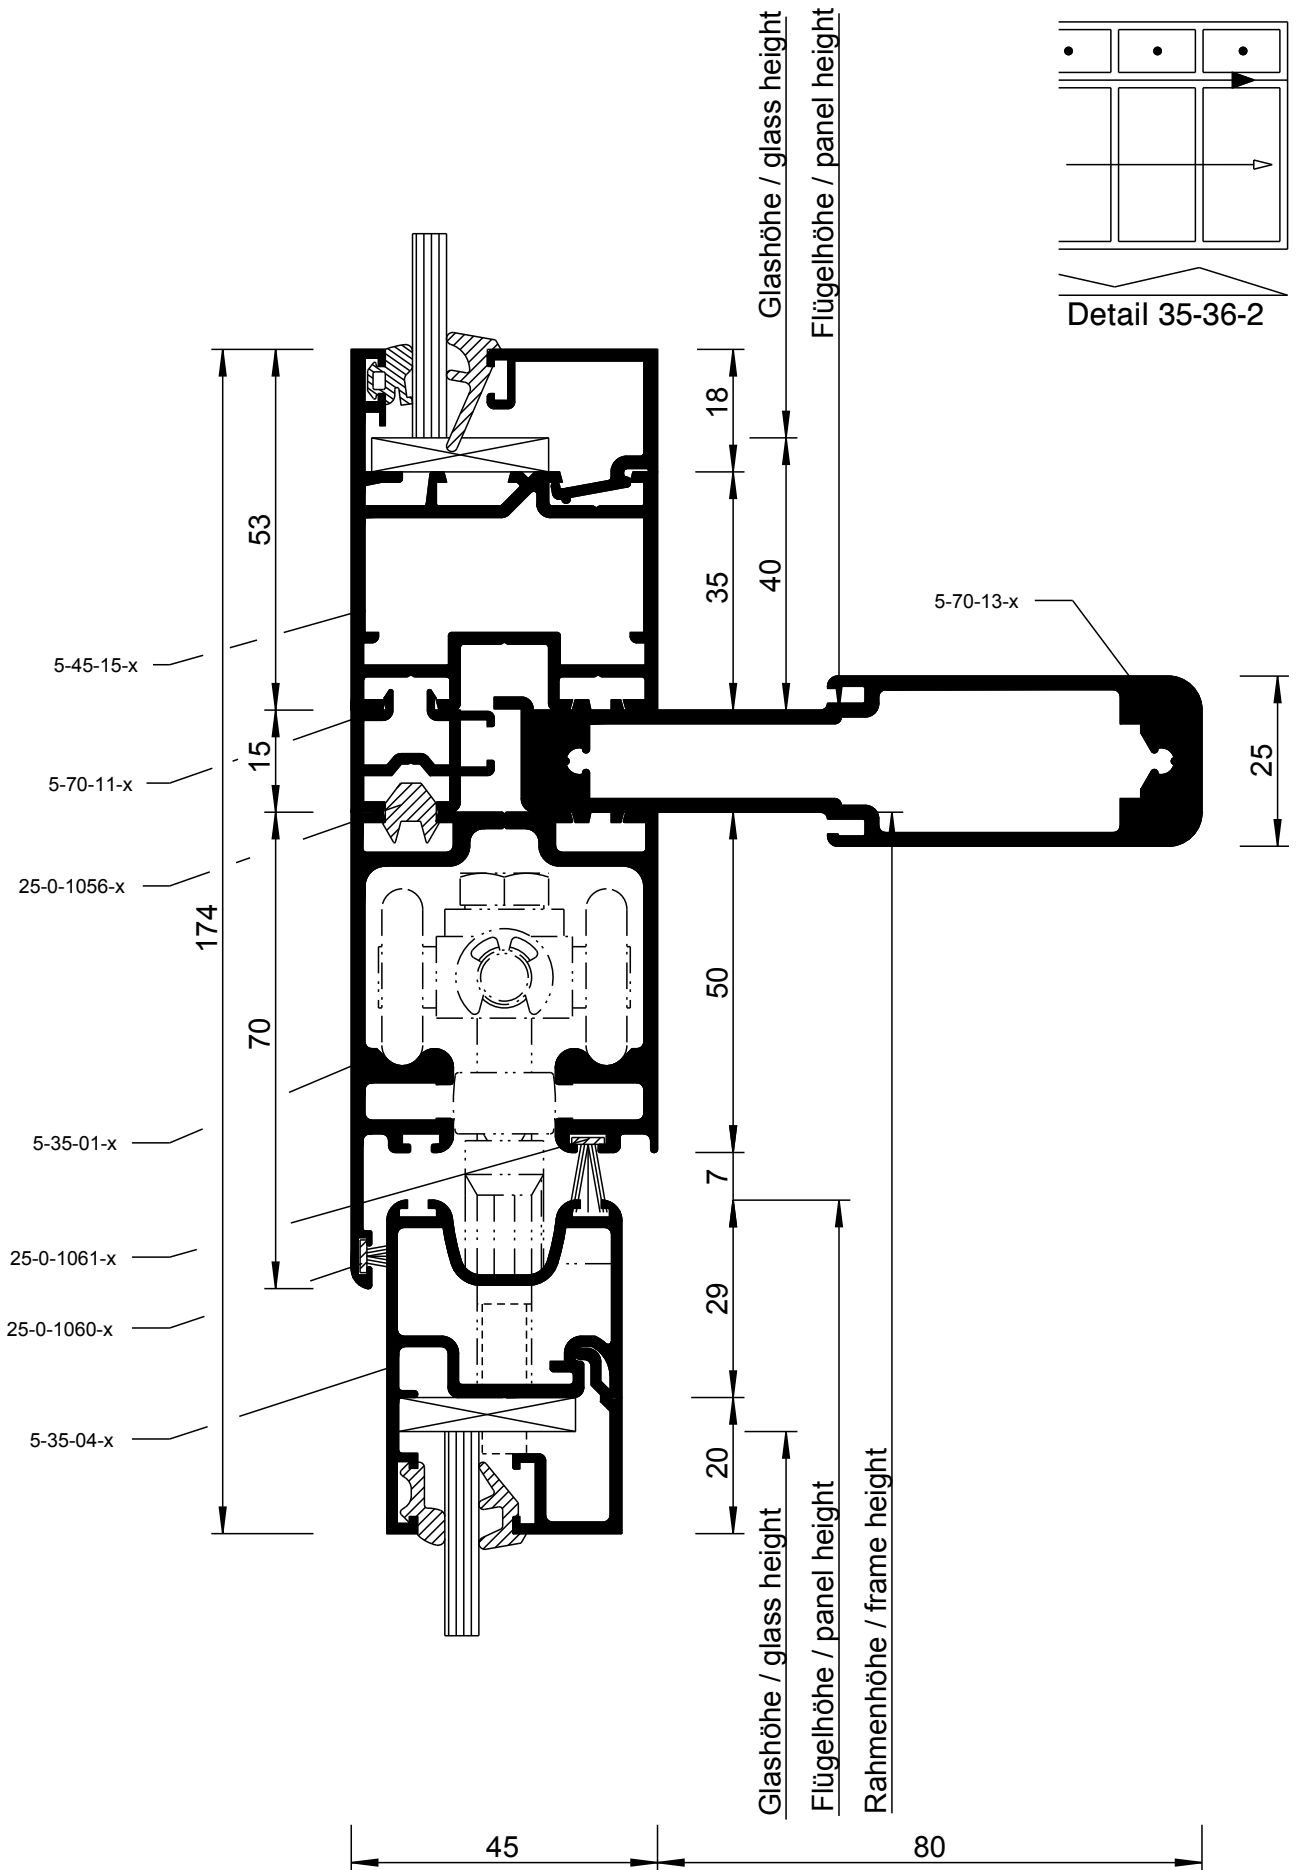 Glashöhe / glass height
Flügelhöhe / panel height
Detail 35-36-2
18
53
35
40
5-70-13-x
5-45-15-x
15
25
5-70-11-x
25-0-1056-x
174
50
70
5-35-01-x
7
25-0-1061-x
29
25-0-1060-x
5-35-04-x
20
Glashöhe / glass height
Flügelhöhe / panel height
Rahmenhöhe / frame height
45
80